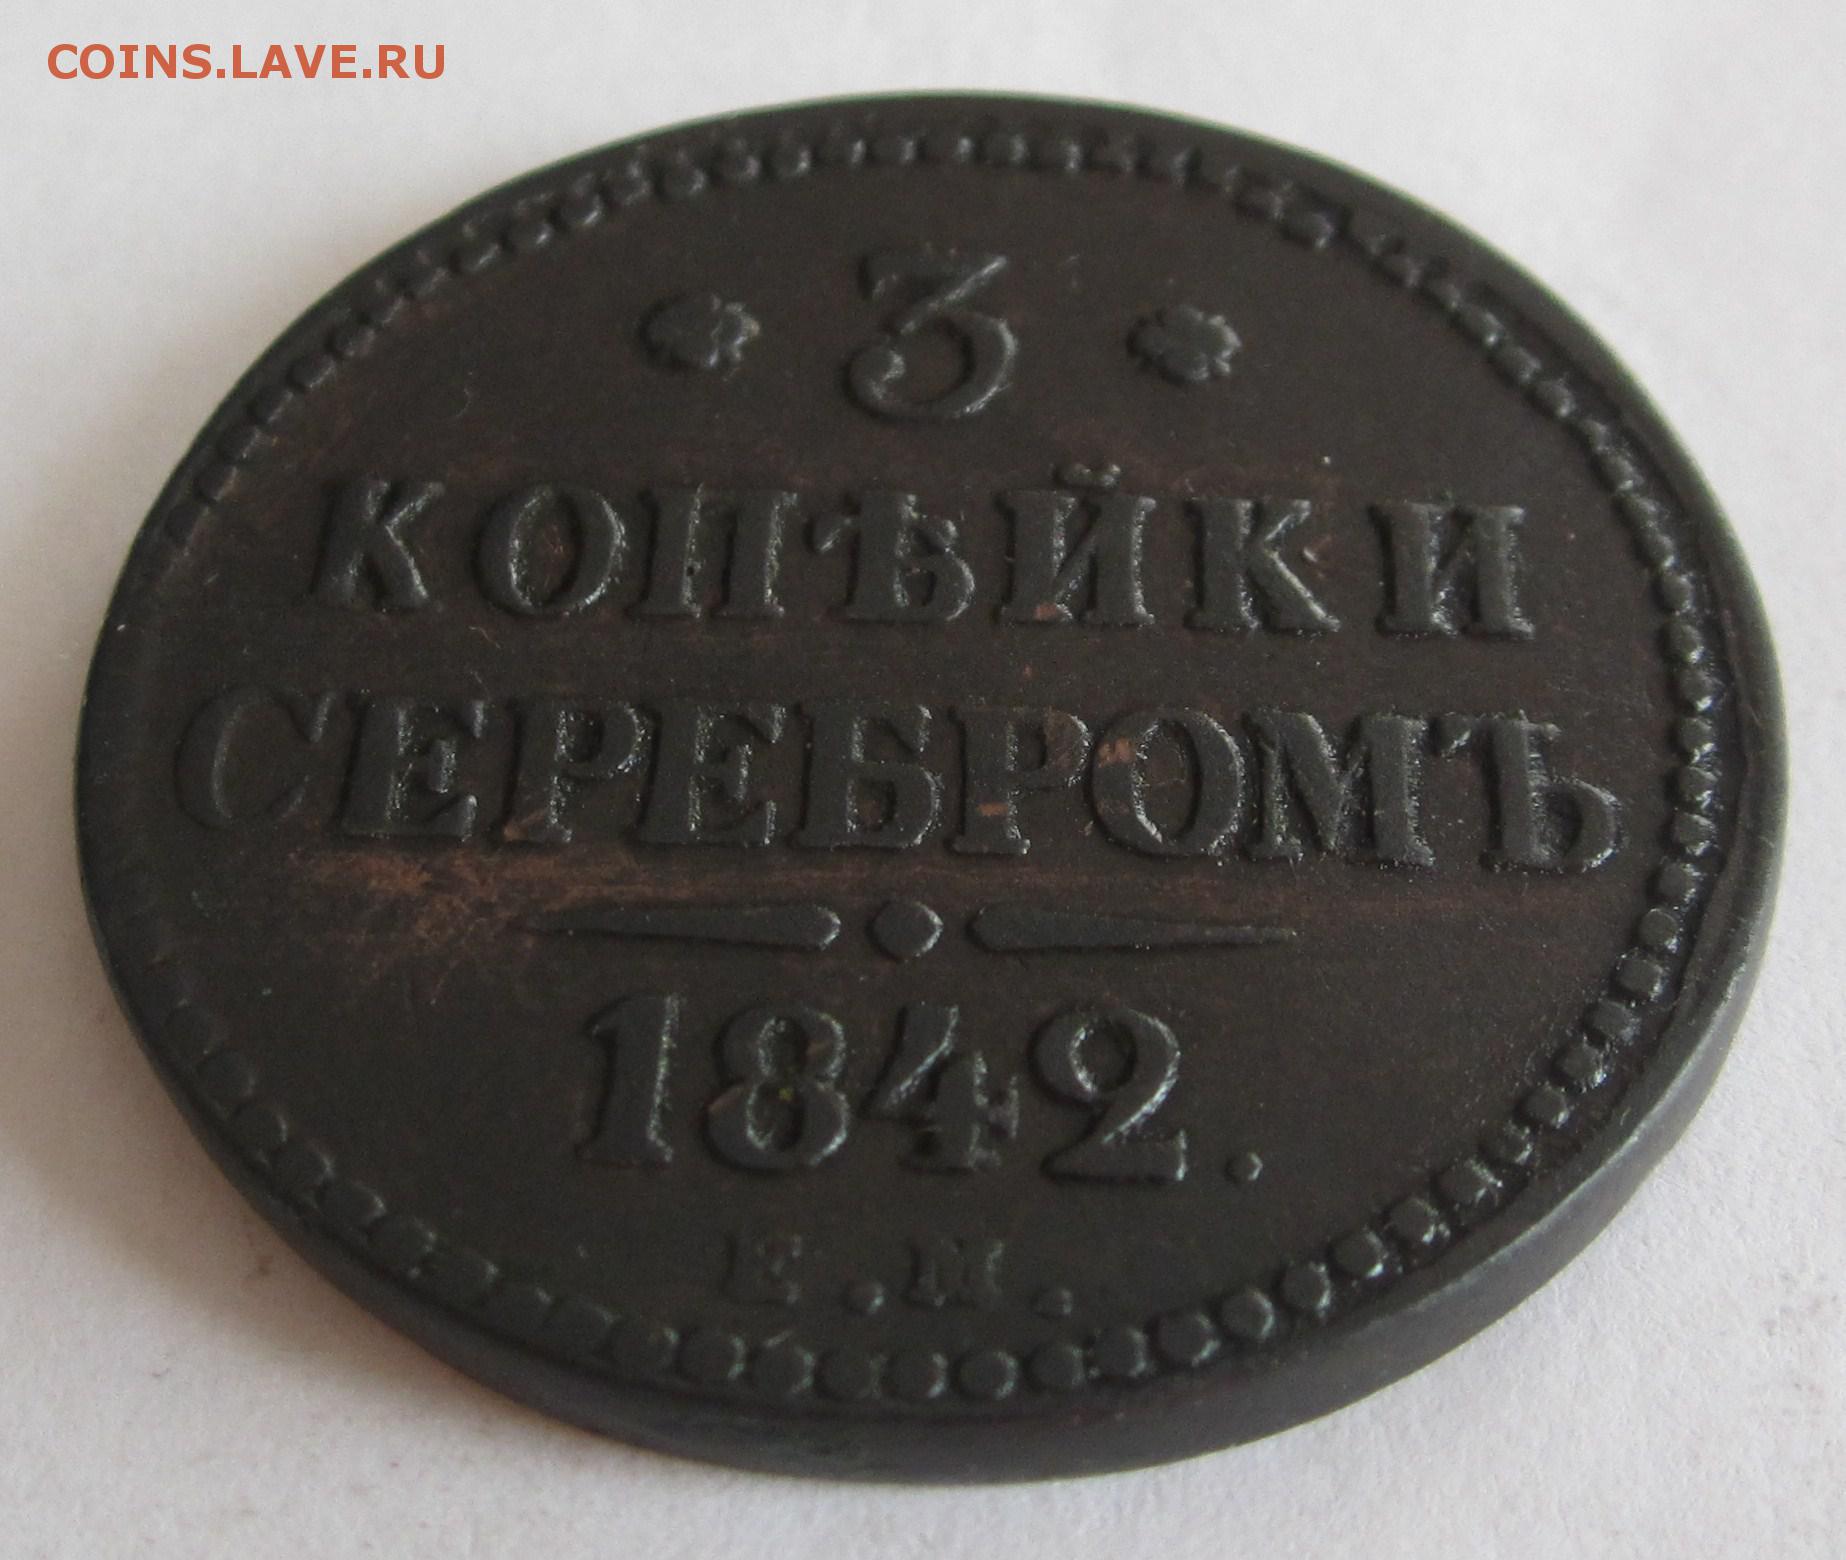 COINS.LAVE.RU
* 3 *
КОПѢЙКИ
СЕРЕБРОМЪ
1842.
Е.М.